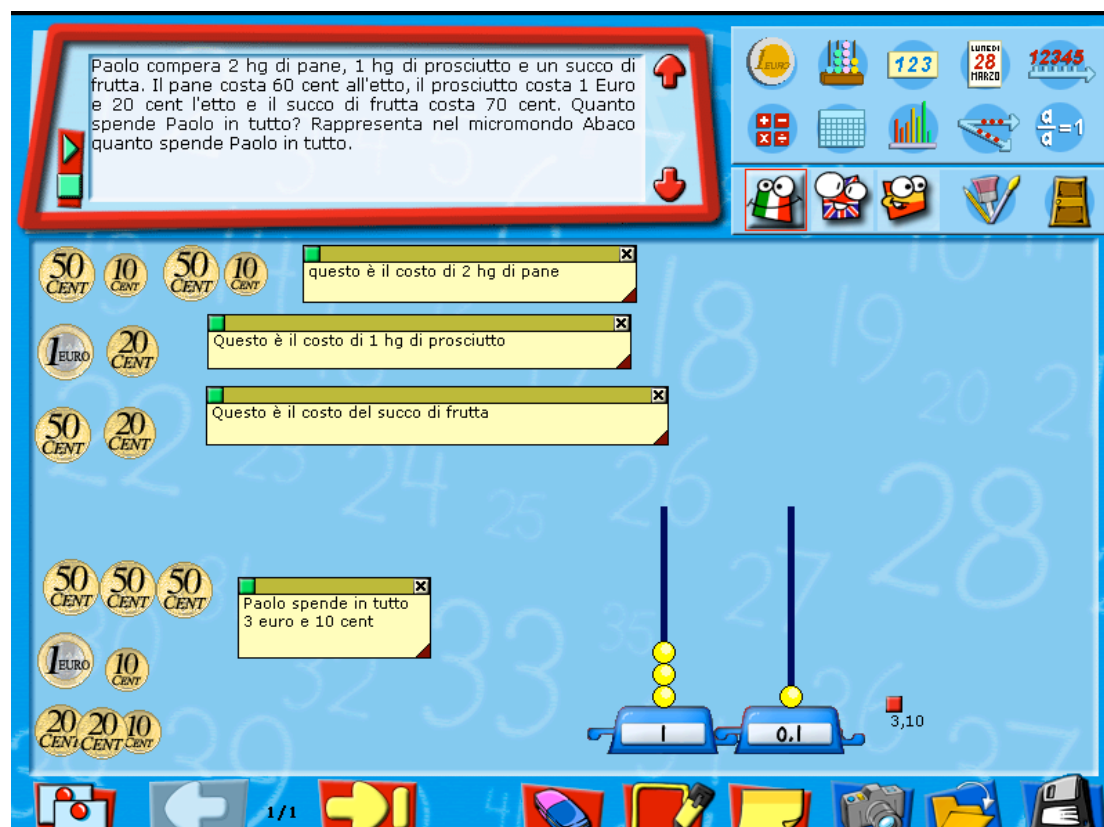 Paolo compera 2 hg di pane, 1 hg di prosciutto e un succo di
frutta. Il pane costa 60 cent all'etto, il prosciutto costa 1 Euro
e 20 cent l'etto e il succo di frutta costa 70 cent. Quanto
spende Paolo in tutto? Rappresenta nel micromondo Abaco
quanto spende Paolo in tutto.
1 EURO
123
LUNEDI
28
MARZO
12345
a/a=1
50 CENT 10 CENT 50 CENT 10 CENT
questo è il costo di 2 hg di pane
1 EURO 20 CENT
Questo è il costo di 1 hg di prosciutto
50 CENT 20 CENT
Questo è il costo del succo di frutta
50 CENT 50 CENT 50 CENT
Paolo spende in tutto
3 euro e 10 cent
1 EURO 10 CENT
20 CENT 20 CENT 10 CENT
1
0.1
3,10
1/1